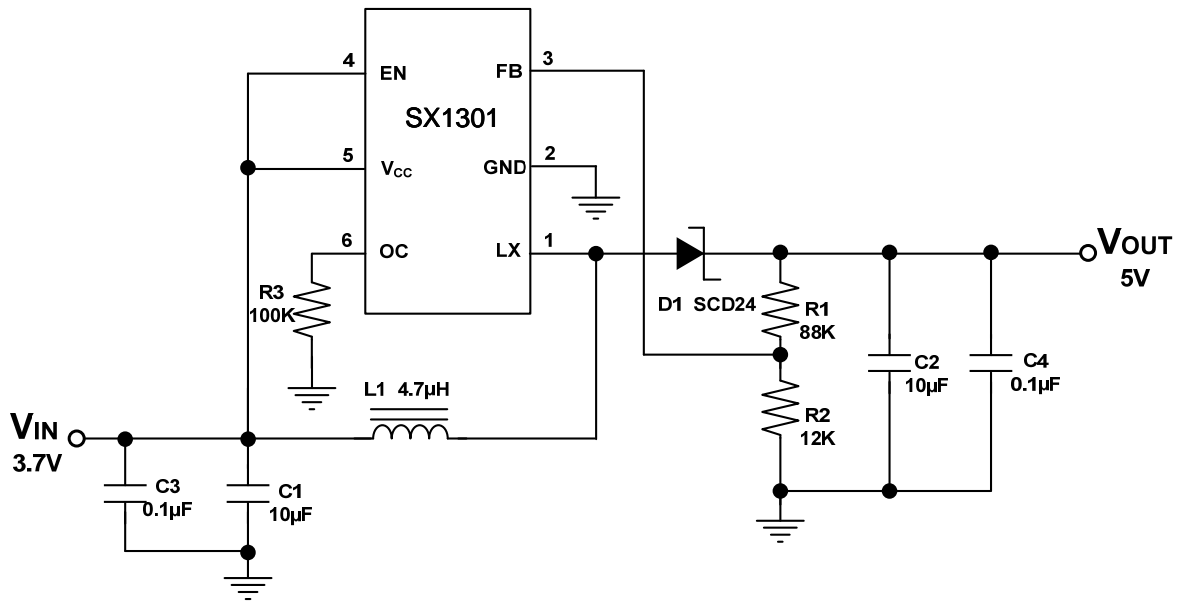 4
EN
FB
3
SX1301
5
VCC
GND
2
6
OC
LX
1
R3
100K
D1 SCD24
R1
88K
VOUT
5V
C2
10µF
C4
0.1µF
L1 4.7µH
R2
12K
VIN
3.7V
C3
0.1µF
C1
10µF